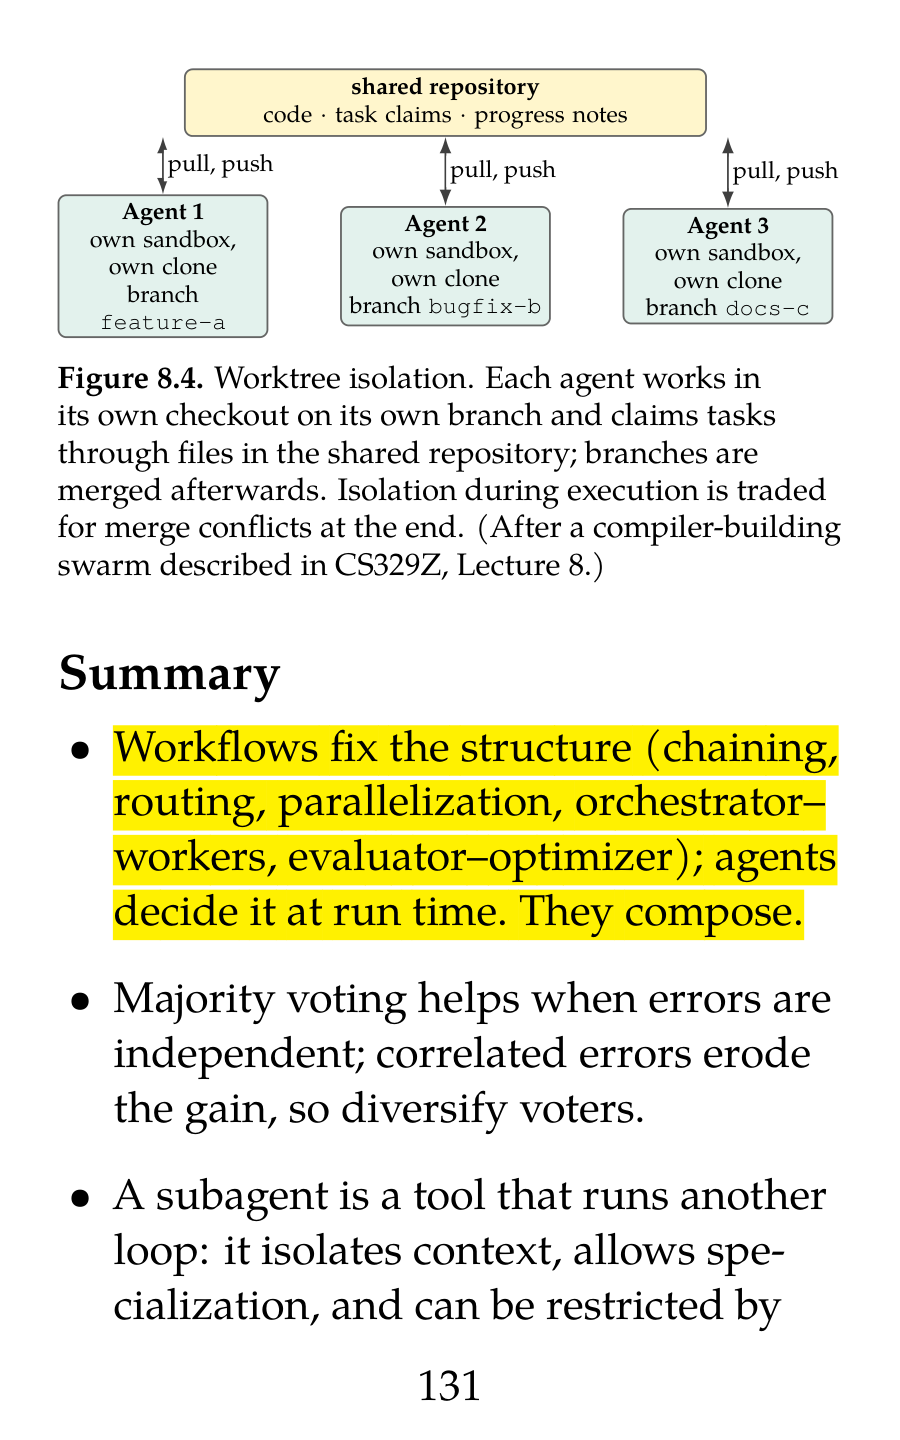 shared repository
code · task claims · progress notes
pull, push
pull, push
pull, push
Agent 1
own sandbox,
own clone
branch
feature-a
Agent 2
own sandbox,
own clone
branch bugfix-b
Agent 3
own sandbox,
own clone
branch docs-c
Figure 8.4. Worktree isolation. Each agent works in
its own checkout on its own branch and claims tasks
through files in the shared repository; branches are
merged afterwards. Isolation during execution is traded
for merge conflicts at the end. (After a compiler-building
swarm described in CS329Z, Lecture 8.)
Summary
• Workflows fix the structure (chaining,
routing, parallelization, orchestrator–
workers, evaluator–optimizer); agents
decide it at run time. They compose.
• Majority voting helps when errors are
independent; correlated errors erode
the gain, so diversify voters.
• A subagent is a tool that runs another
loop: it isolates context, allows spe-
cialization, and can be restricted by
131